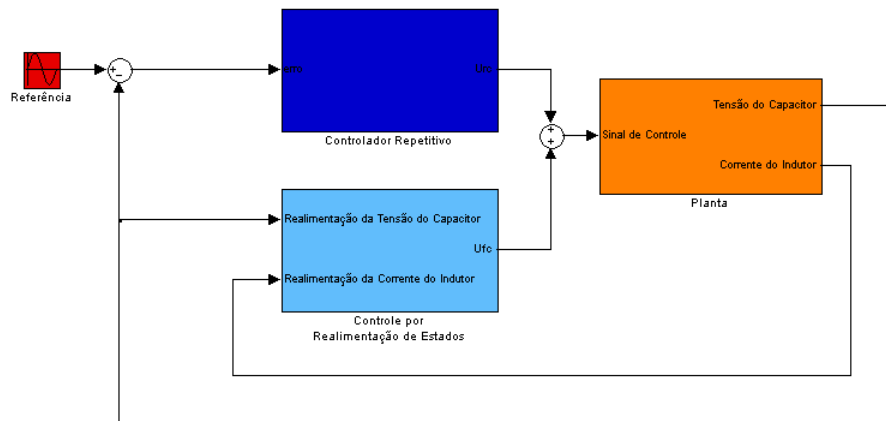 Referência
erro
Urc
Controlador Repetitivo
Tensão do Capacitor
Sinal de Controle
Corrente do Indutor
Planta
Realimentação da Tensão do Capacitor
Ufc
Realimentação da Corrente do Indutor
Controle por
Realimentação de Estados